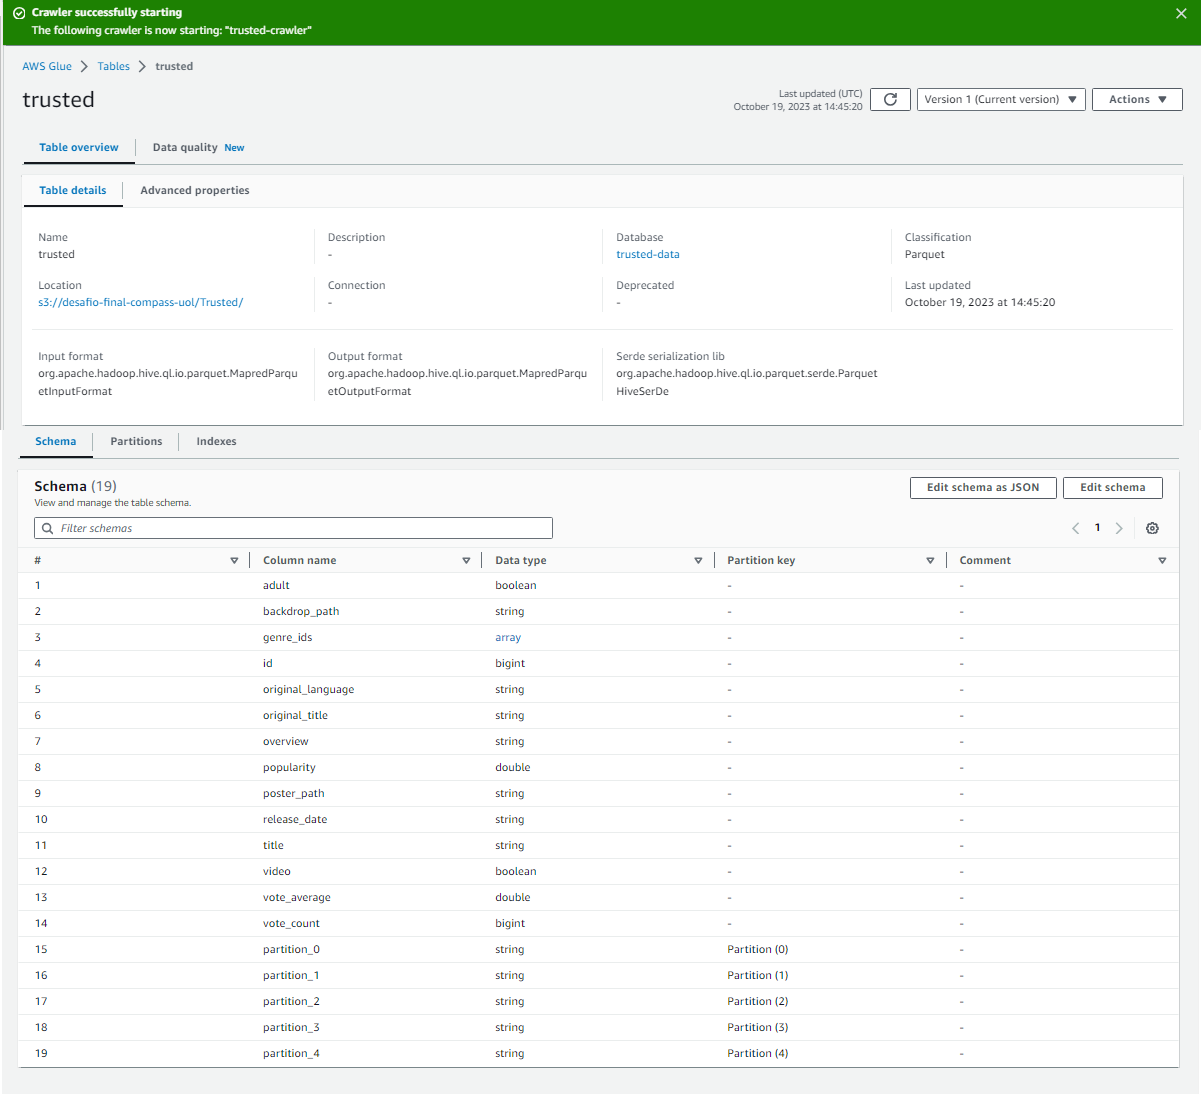 Crawler successfully starting
The following crawler is now starting: "trusted-crawler"
AWS Glue > Tables > trusted
trusted
Last updated (UTC)
October 19, 2023 at 14:45:20
Version 1 (Current version)
Actions
Table overview
Data quality New
Table details
Advanced properties
Name
trusted
Description
-
Database
trusted-data
Classification
Parquet
Location
s3://desafio-final-compass-uol/Trusted/
Connection
-
Deprecated
-
Last updated
October 19, 2023 at 14:45:20
Input format
org.apache.hadoop.hive.ql.io.parquet.MapredParqu
etInputFormat
Output format
org.apache.hadoop.hive.ql.io.parquet.MapredParqu
etOutputFormat
Serde serialization lib
org.apache.hadoop.hive.ql.io.parquet.serde.Parquet
HiveSerDe
Schema
Partitions
Indexes
Schema (19)
View and manage the table schema.
Edit schema as JSON
Edit schema
Filter schemas
1
# Column name Data type Partition key Comment
1 adult boolean - -
2 backdrop_path string - -
3 genre_ids array - -
4 id bigint - -
5 original_language string - -
6 original_title string - -
7 overview string - -
8 popularity double - -
9 poster_path string - -
10 release_date string - -
11 title string - -
12 video boolean - -
13 vote_average double - -
14 vote_count bigint - -
15 partition_0 string Partition (0) -
16 partition_1 string Partition (1) -
17 partition_2 string Partition (2) -
18 partition_3 string Partition (3) -
19 partition_4 string Partition (4) -